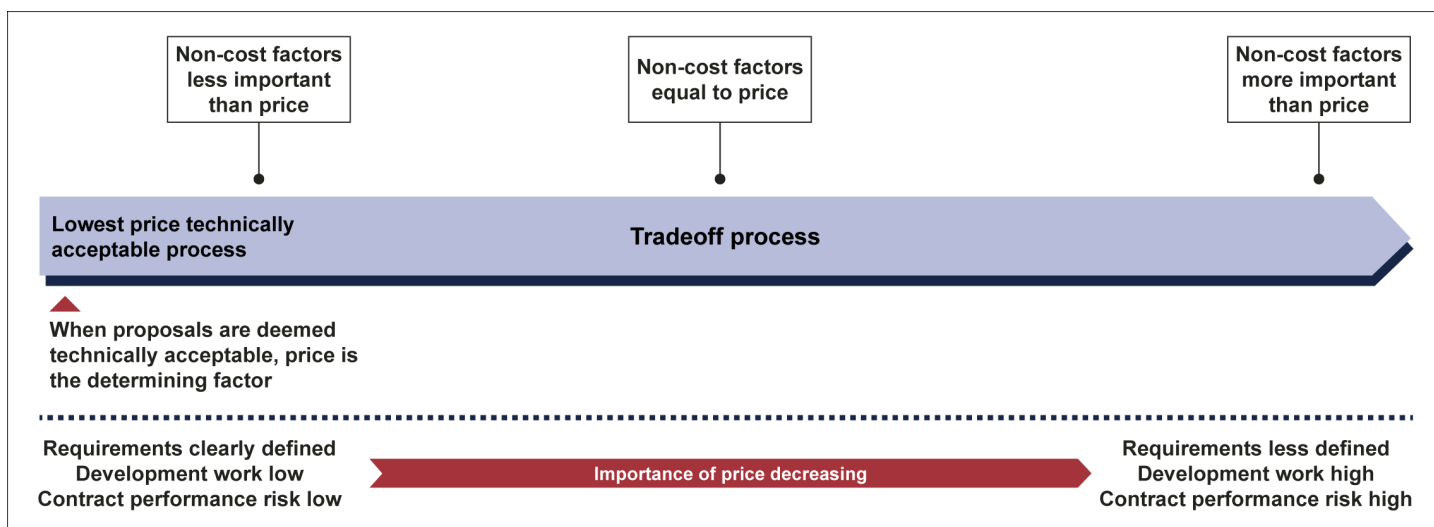 Non-cost factors
less important
than price
Non-cost factors
equal to price
Non-cost factors
more important
than price
Lowest price technically
acceptable process
Tradeoff process
When proposals are deemed
technically acceptable, price is
the determining factor
Requirements clearly defined
Development work low
Contract performance risk low
Importance of price decreasing
Requirements less defined
Development work high
Contract performance risk high